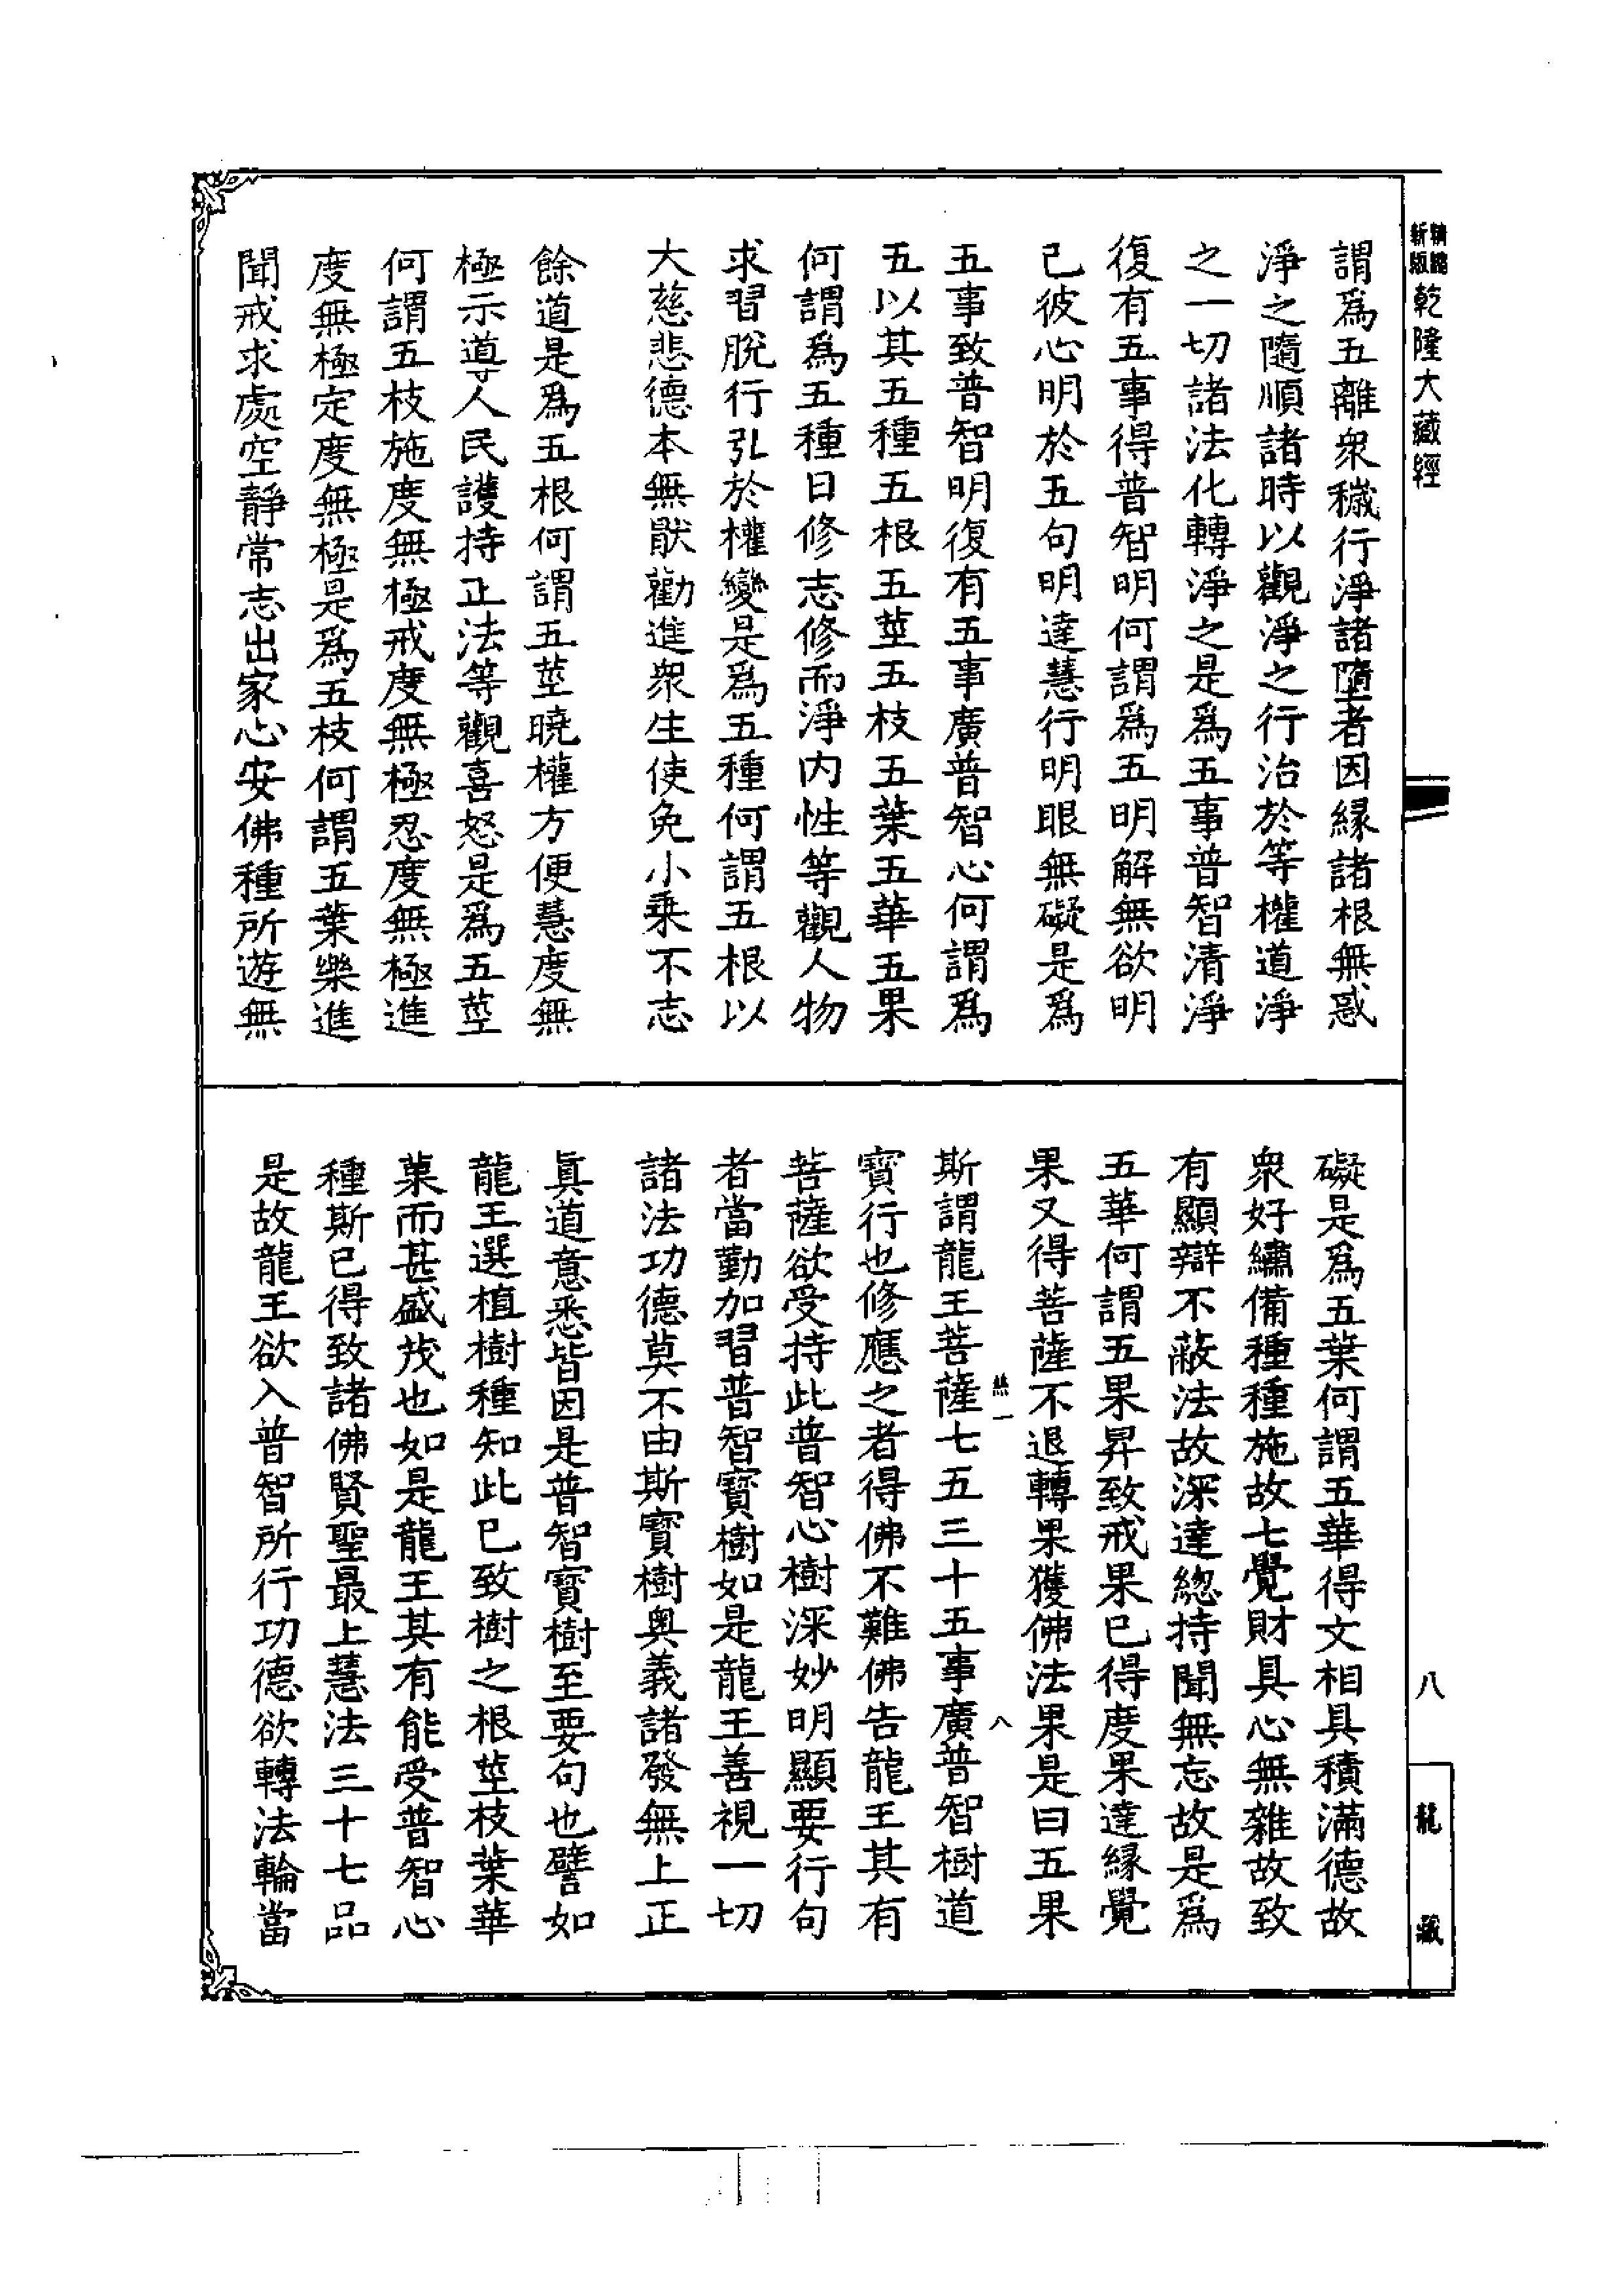 新版精縮乾隆大藏經
謂為五離衆穢行淨諸墮者因緣諸根無惑
淨之隨順諸時以觀淨之行治於等權道淨
之一切諸法化轉淨之是為五事普智清淨
復有五事得普智明何謂為五明解無欲明
己彼心明於五句明達慧行明眼無礙是為
五事致普智明復有五事廣普智心何謂為
五以其五種五根五莖五枝五葉五華五果
何謂為五種日修志修而淨内性等觀人物
求習脫行弘於權變是為五種何謂五根以
大慈悲德本無猒勸進衆生使免小乘不志
餘道是為五根何謂五莖曉權方便慧度無
極示導人民護持正法等觀喜怒是為五莖
何謂五枝施度無極戒度無極忍度無極進
度無極定度無極是為五枝何謂五葉樂進
聞戒求處空靜常志出家心安佛種所遊無
礙是為五葉何謂五華得文相具積滿德故
衆好繡備種種施故七覺財具心無雜故致
有顯辯不蔽法故深達緫持聞無忘故是為
五華何謂五果昇致戒果已得度果達緣覺
果又得菩薩不退轉果獲佛法果是曰五果
絲一 八
斯謂龍王菩薩七五三十五事廣普智樹道
寶行也修應之者得佛不難佛告龍王其有
菩薩欲受持此普智心樹深妙明顯要行句
者當勤加習普智寶樹如是龍王善視一切
諸法功德莫不由斯寶樹奥義諸發無上正
眞道意悉皆因是普智寶樹至要句也譬如
龍王選植樹種知此已致樹之根莖枝葉華
菓而甚盛茂也如是龍王其有能受普智心
種斯已得致諸佛賢聖最上慧法三十七品
是故龍王欲入普智所行功德欲轉法輪當
八
龍藏